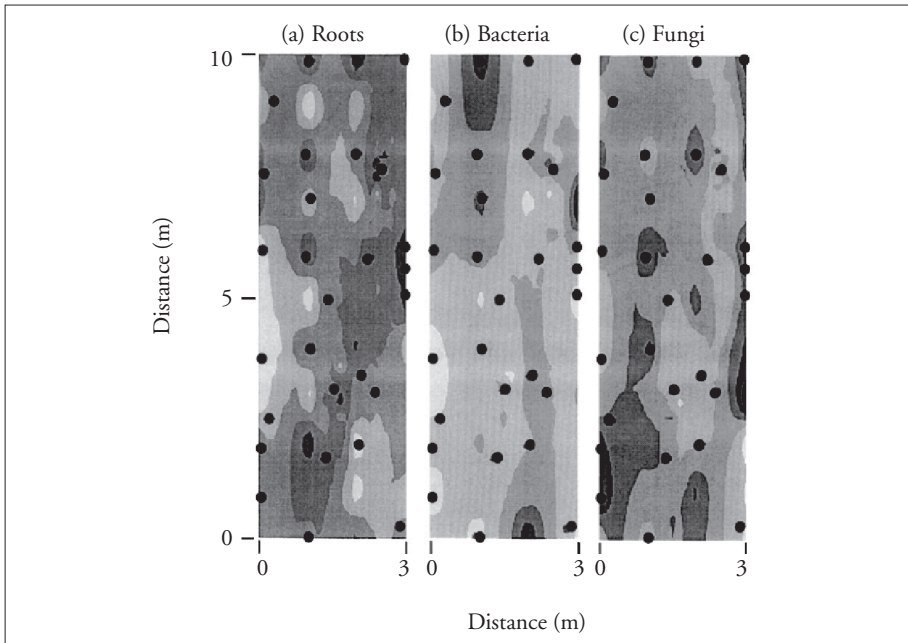 (a) Roots (b) Bacteria (c) Fungi
10
Distance (m)
5
0
0 3 0 3 0 3
Distance (m)